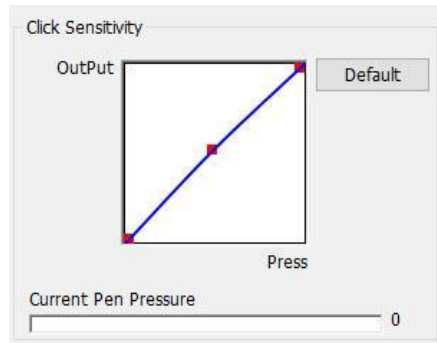 Click Sensitivity
OutPut
Default
Press
Current Pen Pressure
0